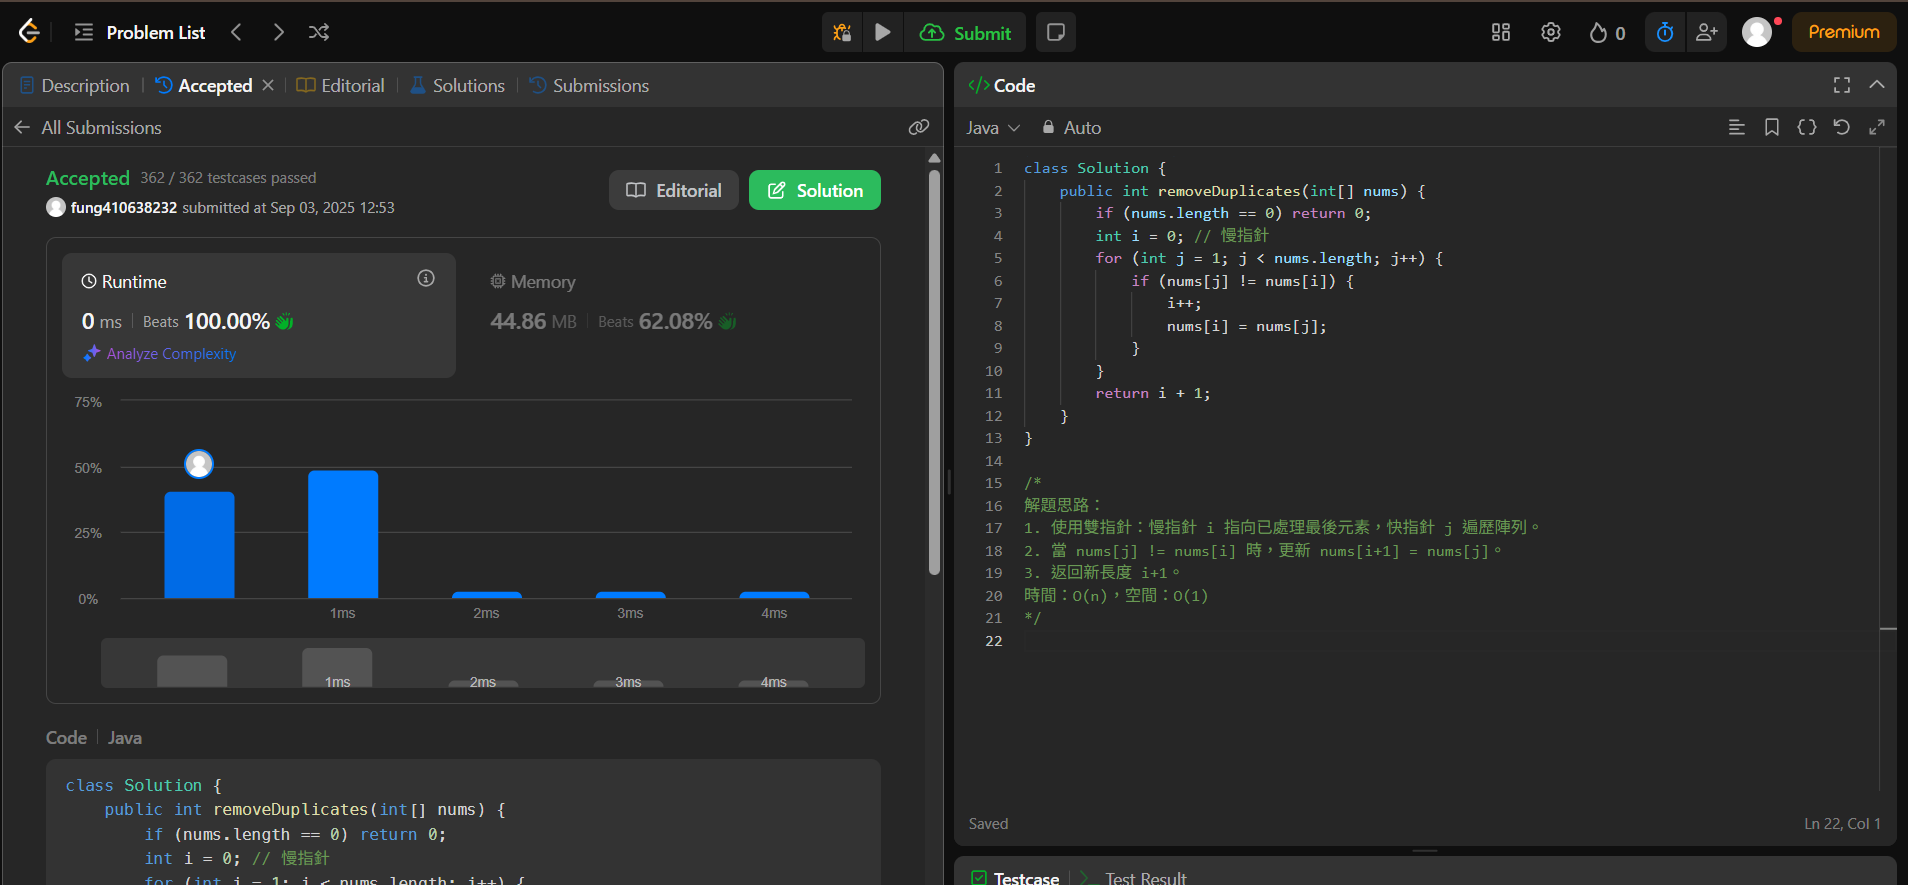 Problem List
Submit
0
Premium
Description
Accepted
Editorial
Solutions
Submissions
All Submissions
Accepted 362 / 362 testcases passed
fung410638232 submitted at Sep 03, 2025 12:53
Editorial
Solution
Runtime
0 ms
Beats 100.00%
Analyze Complexity
Memory
44.86 MB
Beats 62.08%
75%
50%
25%
0%
1ms
2ms
3ms
4ms
1ms
2ms
3ms
4ms
Code
Java
class Solution {
public int removeDuplicates(int[] nums) {
if (nums.length == 0) return 0;
int i = 0; // 慢指針
for (int j = 1; j < nums.length; j++) {
Code
Java
Auto
1 class Solution {
2 public int removeDuplicates(int[] nums) {
3 if (nums.length == 0) return 0;
4 int i = 0; // 慢指針
5 for (int j = 1; j < nums.length; j++) {
6 if (nums[j] != nums[i]) {
7 i++;
8 nums[i] = nums[j];
9 }
10 }
11 return i + 1;
12 }
13 }
14
15 /*
16 解題思路：
17 1. 使用雙指針：慢指針 i 指向已處理最後元素，快指針 j 遍歷陣列。
18 2. 當 nums[j] != nums[i] 時，更新 nums[i+1] = nums[j]。
19 3. 返回新長度 i+1。
20 時間：O(n)，空間：O(1)
21 */
22
Saved
Ln 22, Col 1
Testcase
Test Result